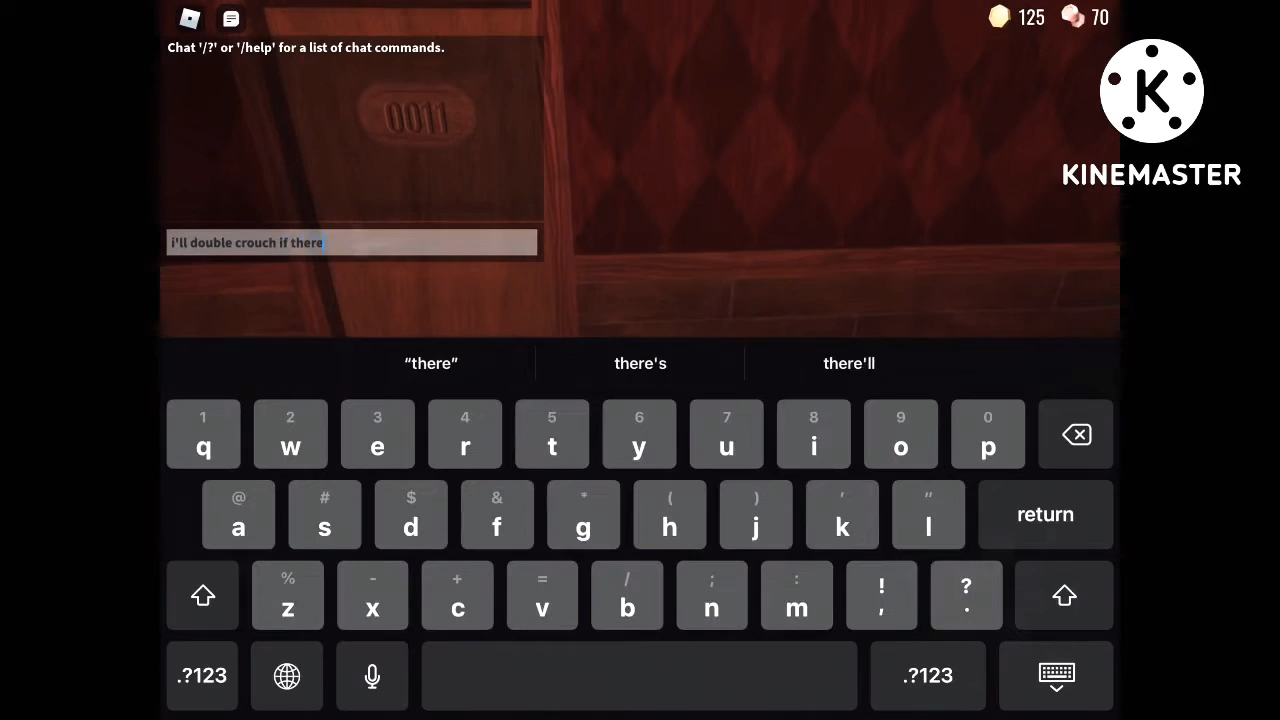 125 70
Chat '/?' or '/help' for a list of chat commands.
0011
K
KINEMASTER
i'll double crouch if there
“there” there's there'll
1 2 3 4 5 6 7 8 9 0
q w e r t y u i o p
@ # $ & * ( ) ' "
a s d f g h j k l return
% - + = / ; : ! ?
z x c v b n m , .
.?123 .?123